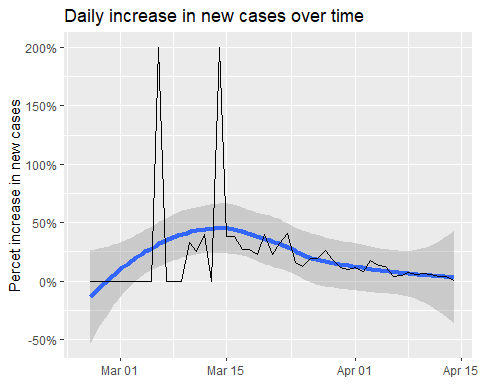 Daily increase in new cases over time
Percet increase in new cases
200%
150%
100%
50%
0%
-50%
Mar 01
Mar 15
Apr 01
Apr 15